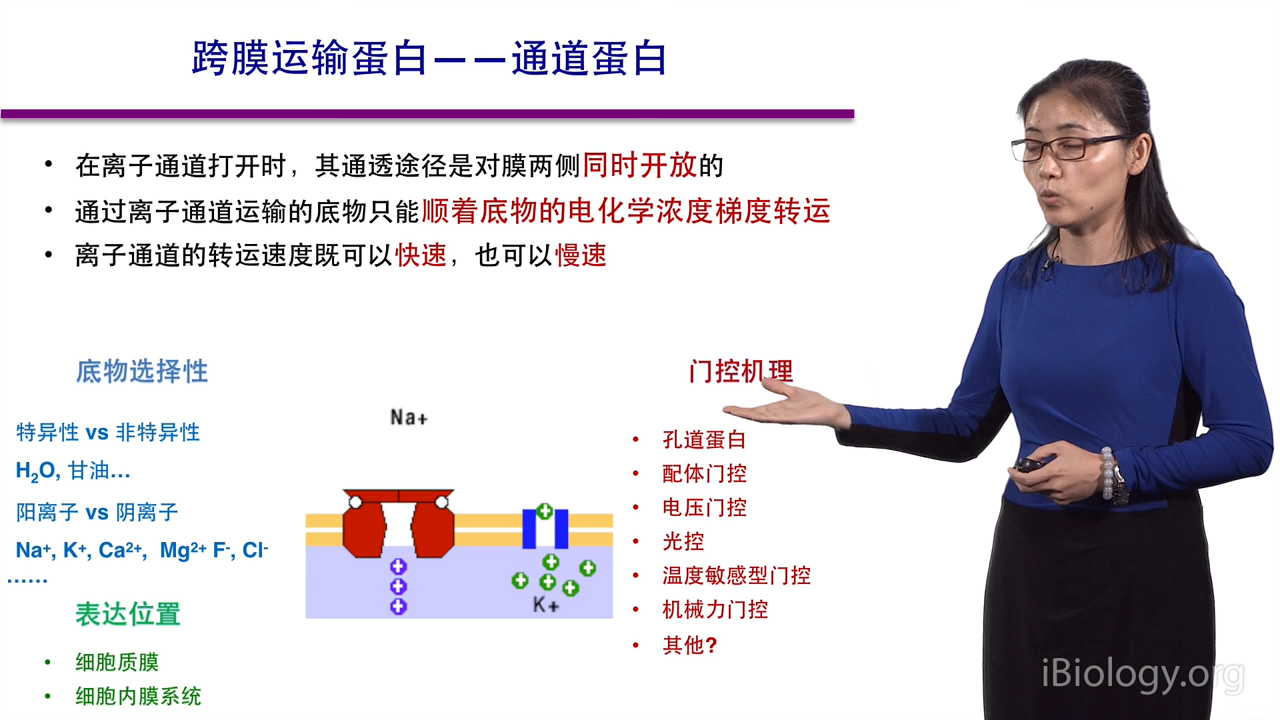 跨膜运输蛋白——通道蛋白
• 在离子通道打开时，其通透途径是对膜两侧同时开放的
• 通过离子通道运输的底物只能顺着底物的电化学浓度梯度转运
• 离子通道的转运速度既可以快速，也可以慢速
底物选择性
特异性 vs 非特异性
H₂O, 甘油…
阳离子 vs 阴离子
Na⁺, K⁺, Ca²⁺, Mg²⁺ F⁻, Cl⁻
……
表达位置
• 细胞质膜
• 细胞内膜系统
Na+
K+
门控机理
• 孔道蛋白
• 配体门控
• 电压门控
• 光控
• 温度敏感型门控
• 机械力门控
• 其他?
iBiology.org